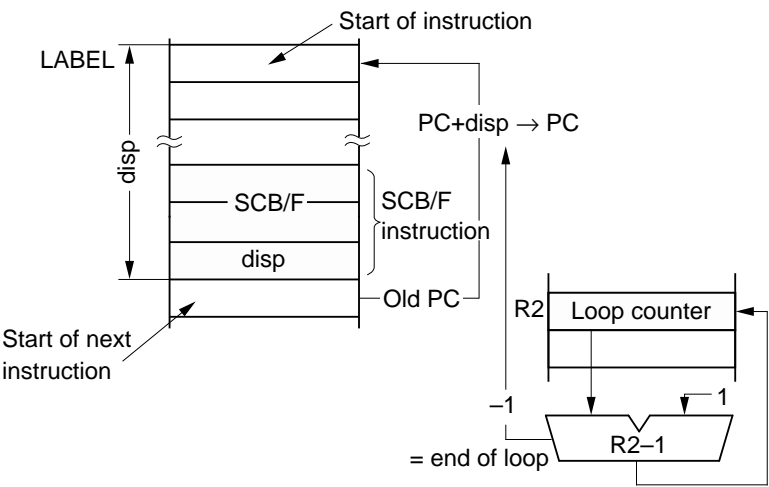 Start of instruction
LABEL
PC+disp → PC
disp
SCB/F
SCB/F
instruction
disp
Old PC
R2
Loop counter
Start of next
instruction
–1
1
R2–1
= end of loop